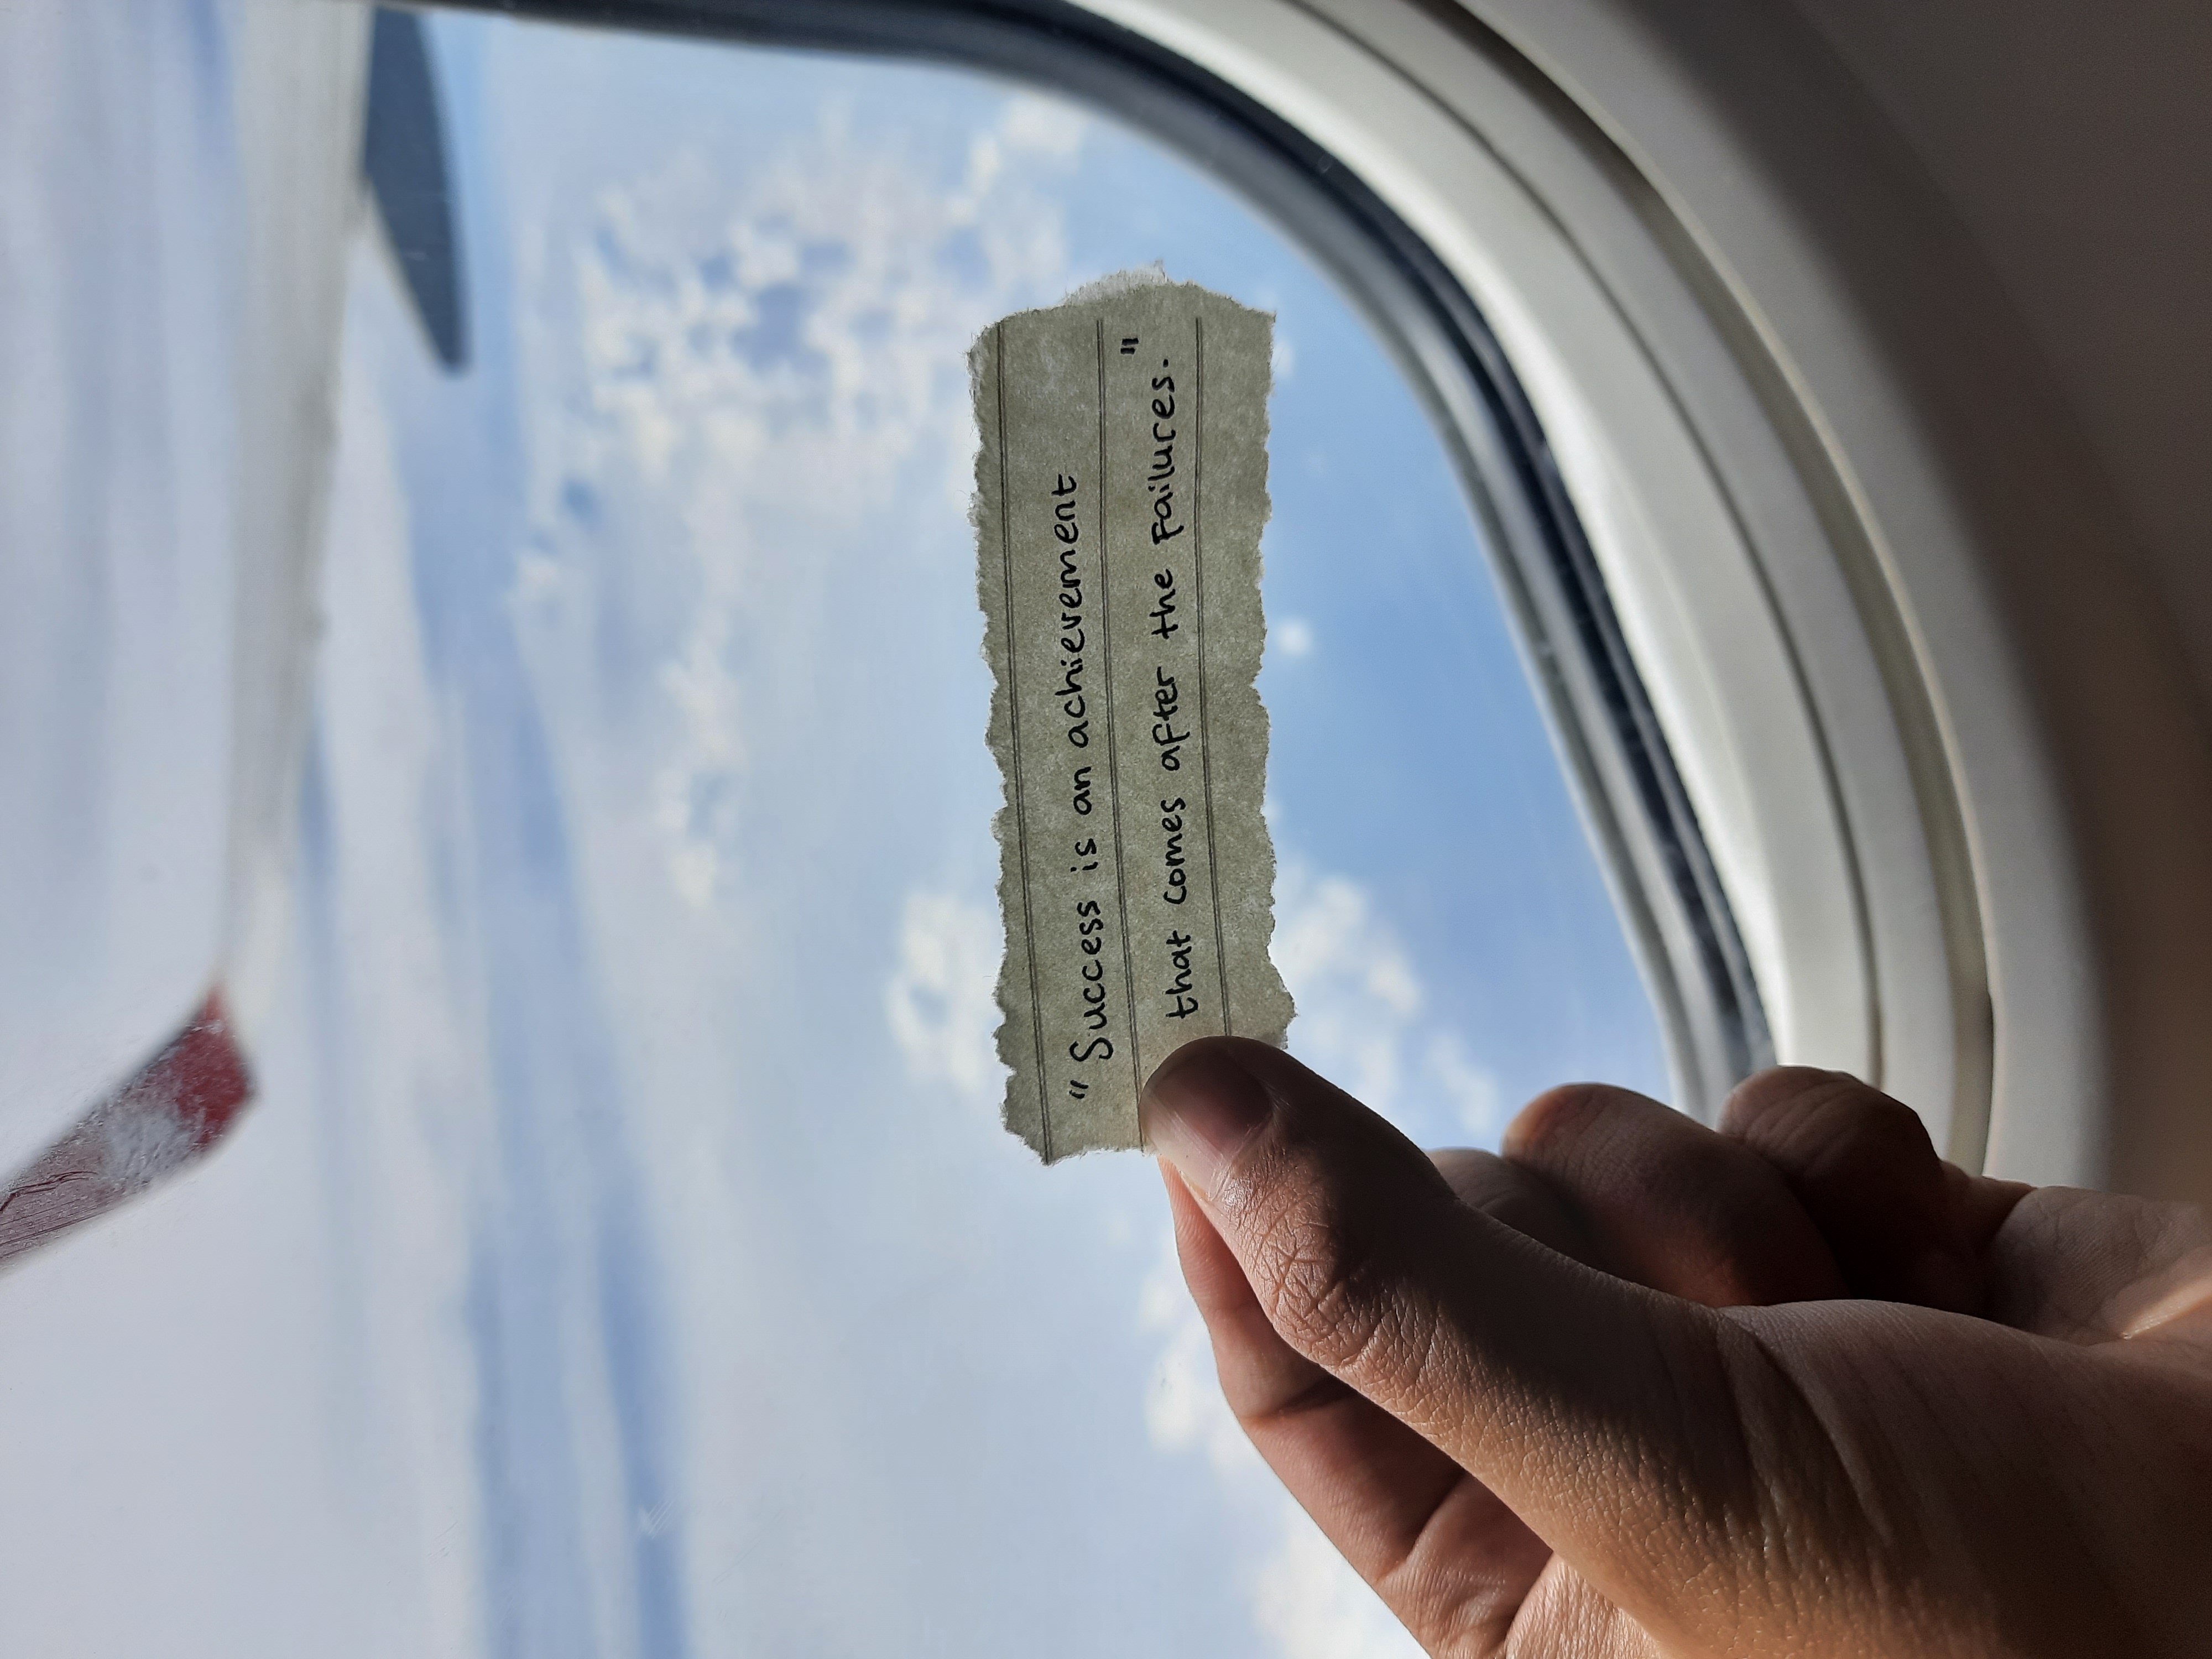 "Success is an achievement
that comes after the failures."